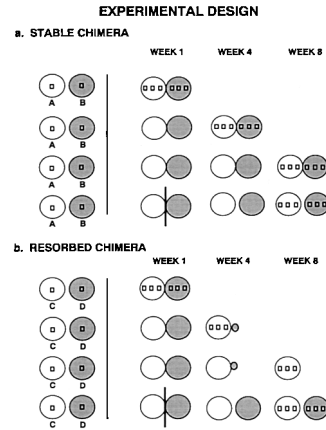 EXPERIMENTAL DESIGN
a. STABLE CHIMERA
WEEK 1 WEEK 4 WEEK 8
A B
A B
A B
A B
b. RESORBED CHIMERA
WEEK 1 WEEK 4 WEEK 8
C D
C D
C D
C D